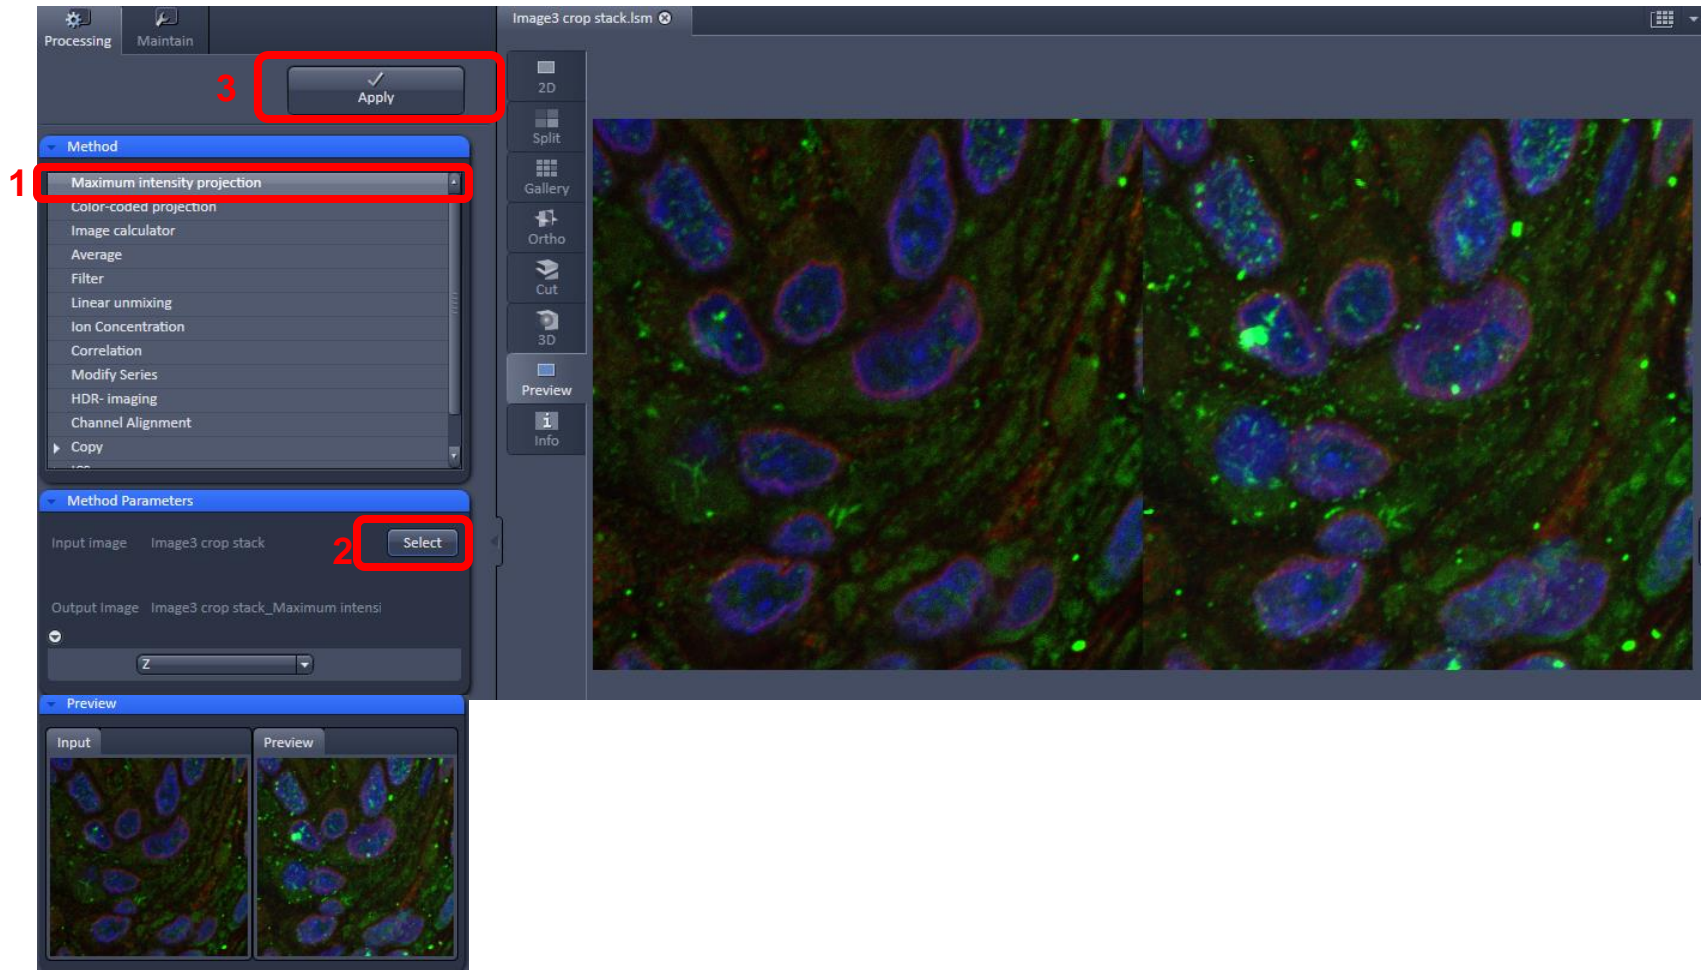 Processing
Maintain
Image3 crop stack.lsm
3
Apply
Method
1
Maximum intensity projection
Color-coded projection
Image calculator
Average
Filter
Linear unmixing
Ion Concentration
Correlation
Modify Series
HDR- imaging
Channel Alignment
Copy
Method Parameters
Input image Image3 crop stack
2
Select
Output Image Image3 crop stack_Maximum intensi
Z
Preview
Input
Preview
2D
Split
Gallery
Ortho
Cut
3D
Preview
i
Info